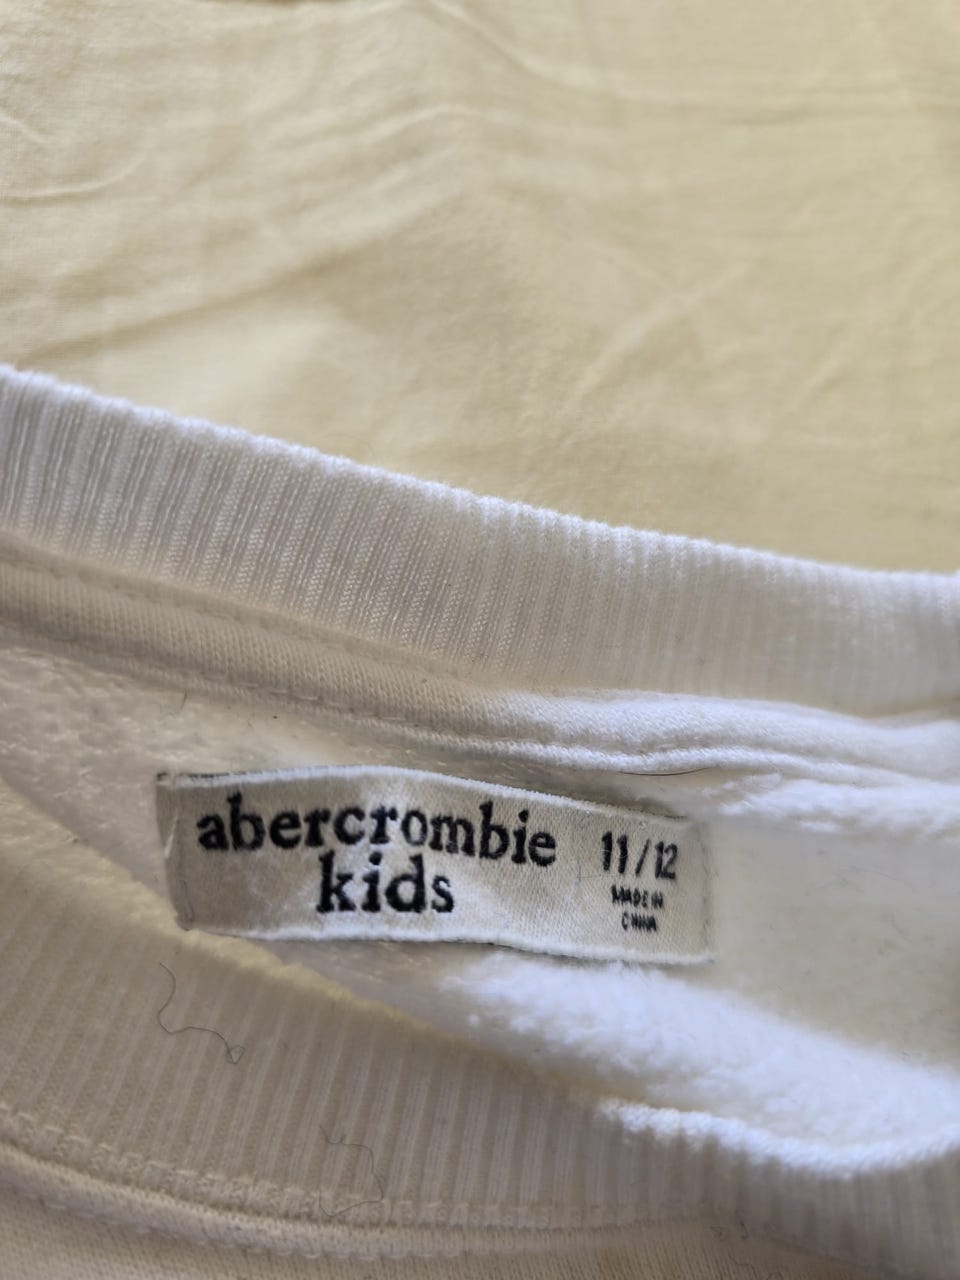 abercrombie
kids
11/12
MADE IN
CHINA